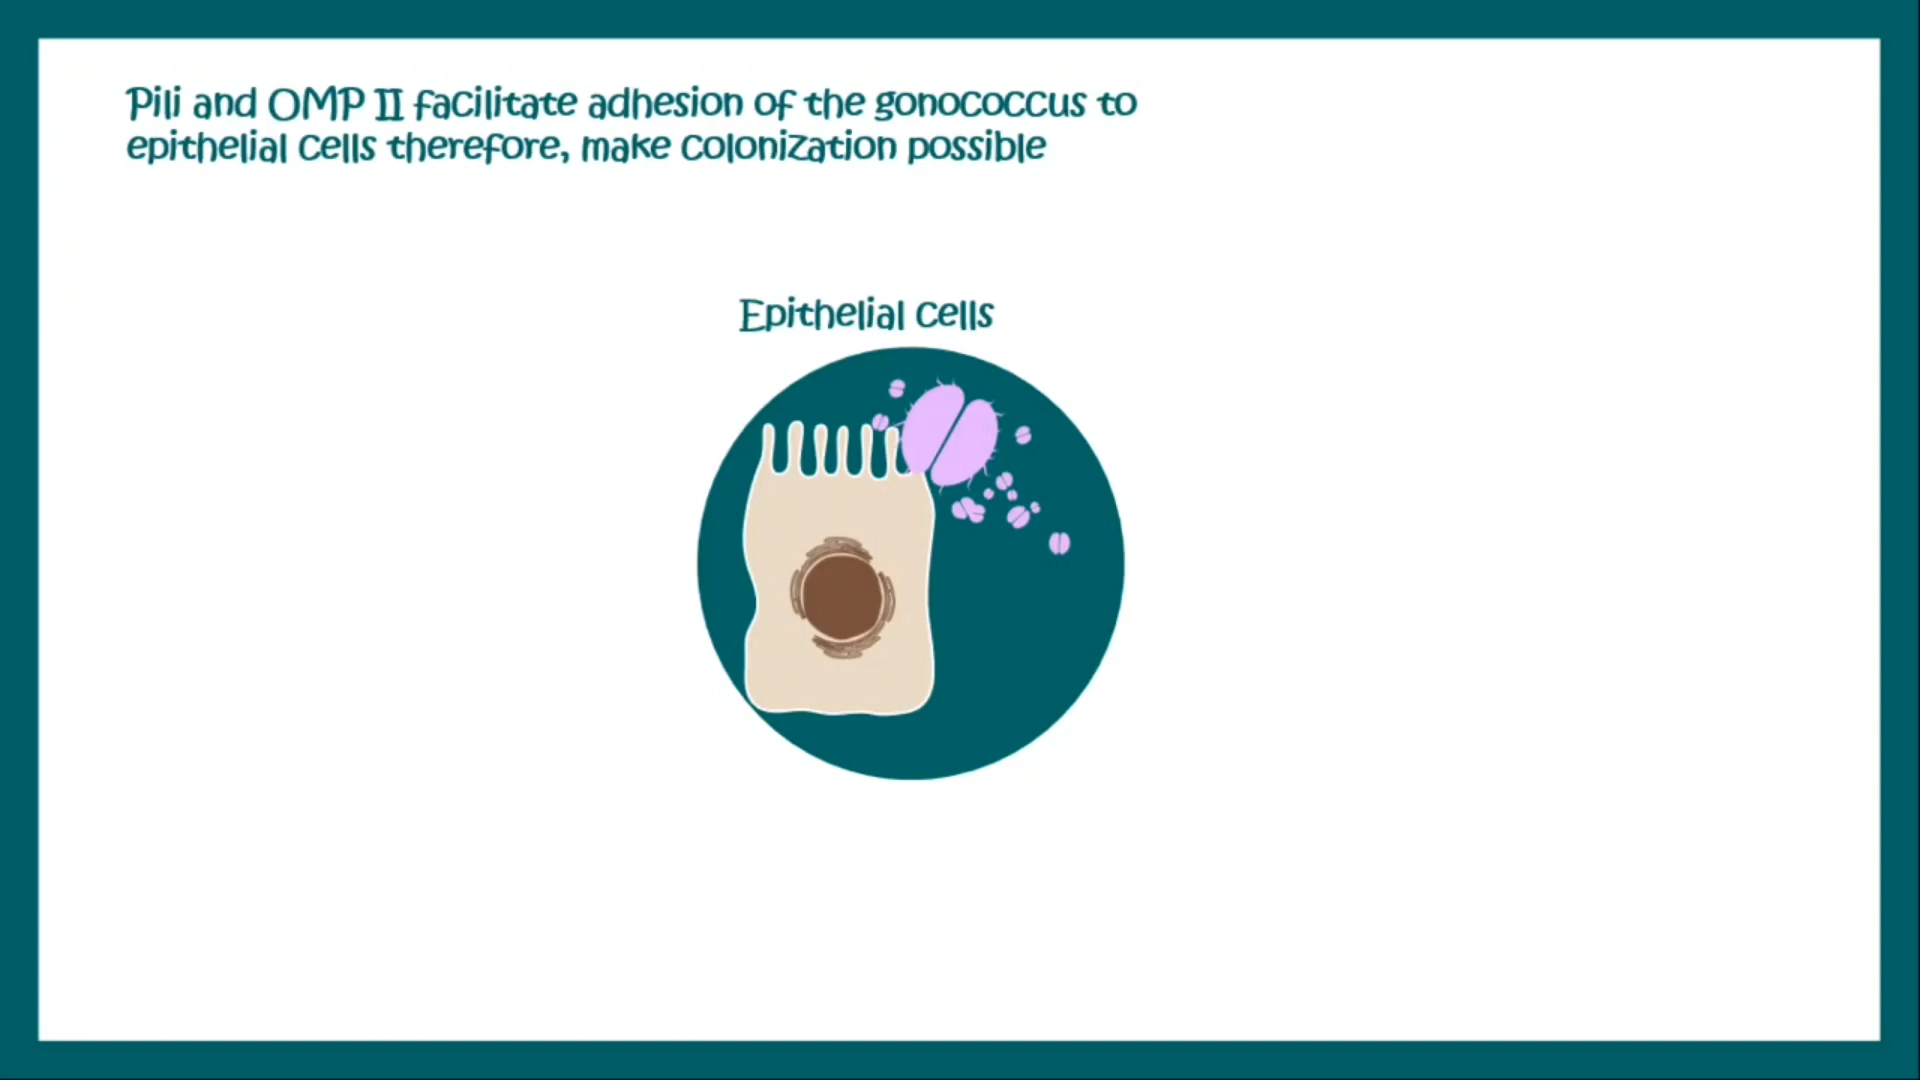 Pili and OMP II facilitate adhesion of the gonococcus to
epithelial cells therefore, make colonization possible
Epithelial cells